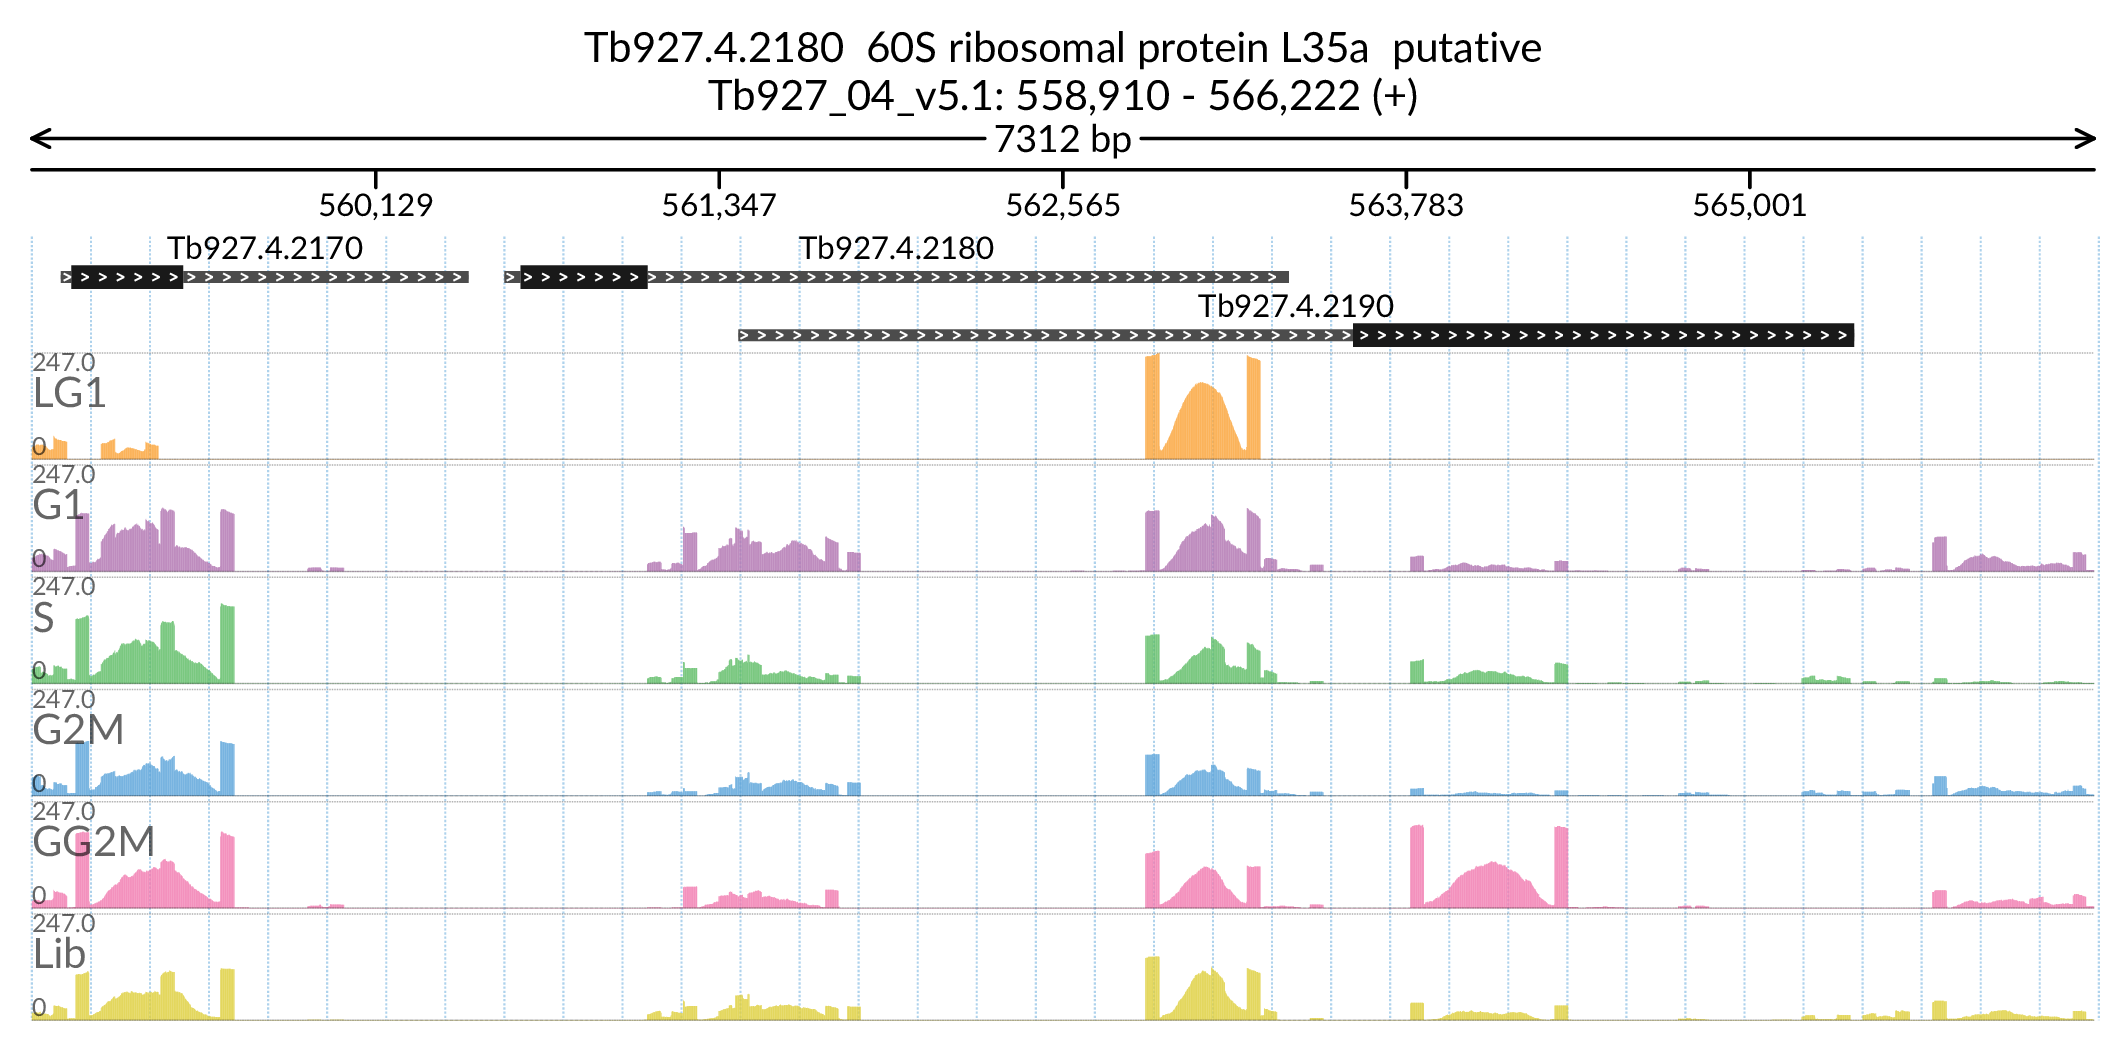 Tb927.4.2180  60S ribosomal protein L35a  putative
Tb927_04_v5.1: 558,910 - 566,222 (+)
7312 bp
560,129 561,347 562,565 563,783 565,001
Tb927.4.2170 Tb927.4.2180
Tb927.4.2190
247.0
LG1
0
247.0
G1
0
247.0
S
0
247.0
G2M
0
247.0
GG2M
0
247.0
Lib
0